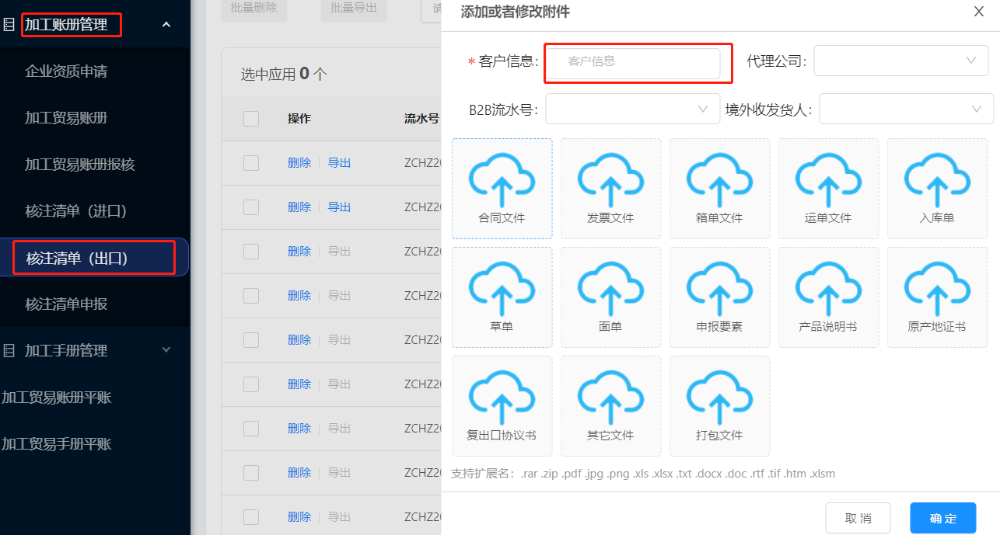 加工账册管理
企业资质申请
加工贸易账册
加工贸易账册报核
核注清单（进口）
核注清单（出口）
核注清单申报
加工手册管理
加工贸易账册平账
加工贸易手册平账
批量删除 批量导出 请
选中应用 0 个
操作 流水号
删除 导出 ZCHZ20
删除 导出 ZCHZ20
删除 导出 ZCHZ20
删除 导出 ZCHZ20
删除 导出 ZCHZ20
删除 导出 ZCHZ20
删除 导出 ZCHZ20
删除 导出 ZCHZ20
删除 导出 ZCHZ20
添加或者修改附件
* 客户信息: 客户信息 代理公司:
B2B流水号: 境外收发货人:
合同文件 发票文件 箱单文件 运单文件 入库单
草单 面单 申报要素 产品说明书 原产地证书
复出口协议书 其它文件 打包文件
支持扩展名：.rar .zip .pdf .jpg .png .xls .xlsx .txt .docx .doc .rtf .tif .htm .xlsm
取 消 确 定